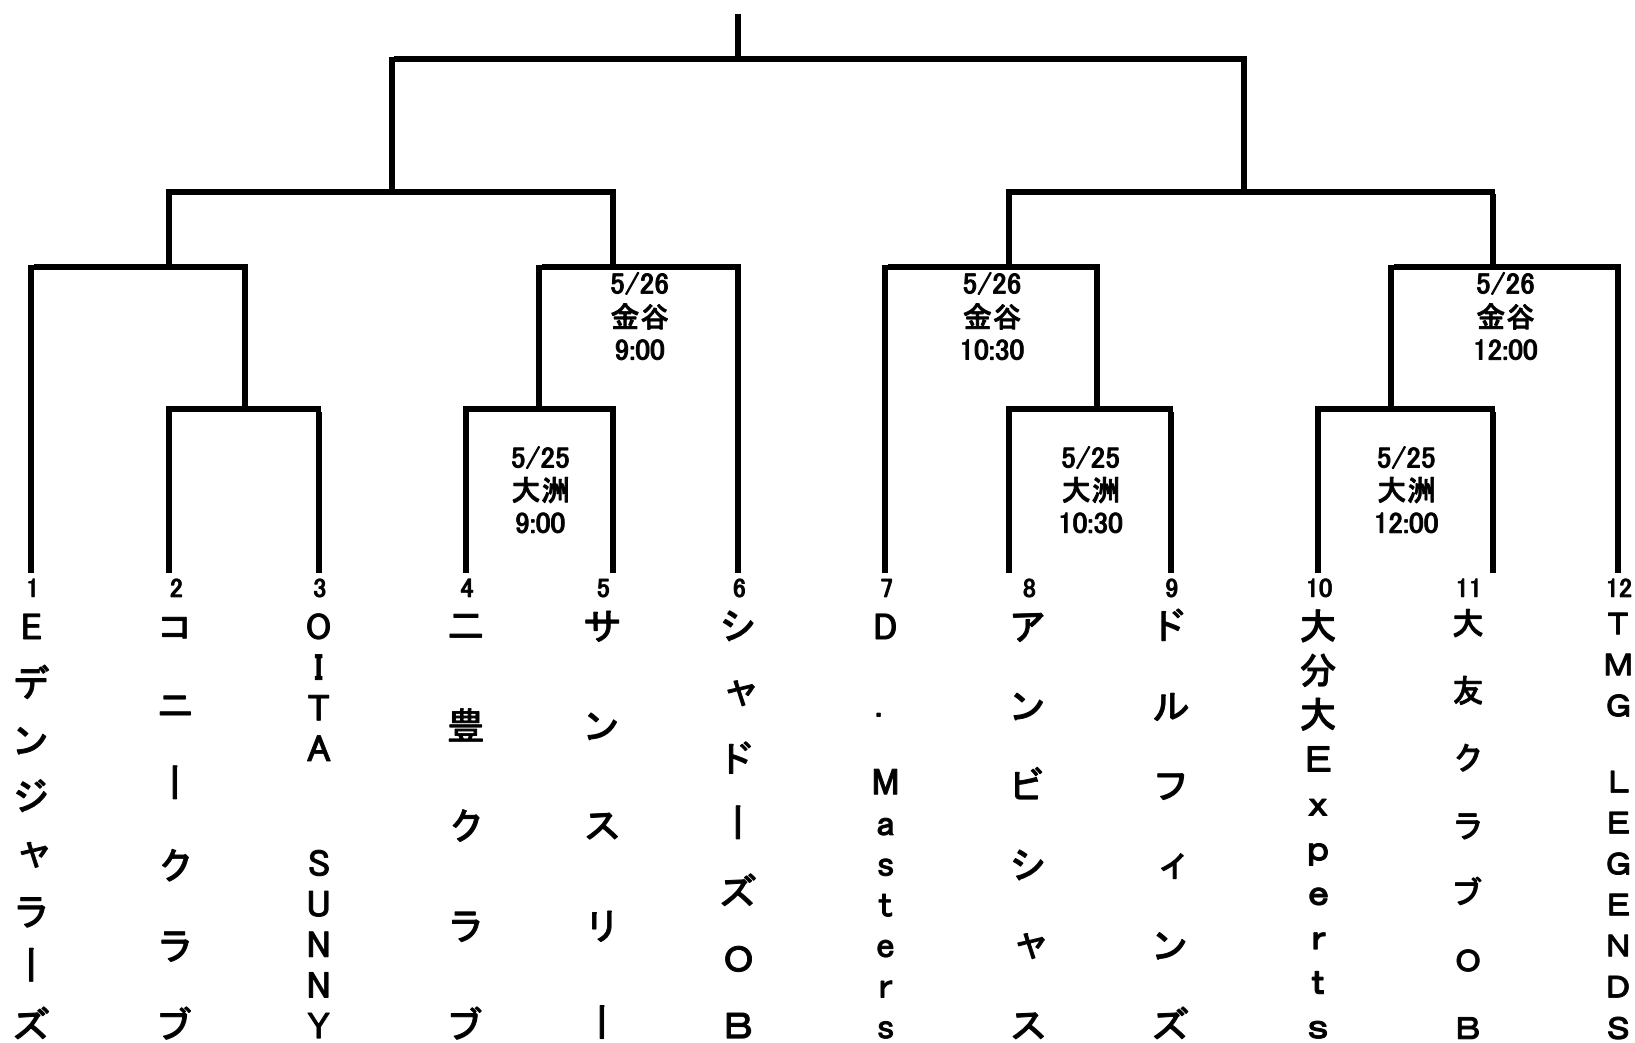 5/26
金谷
9:00
5/26
金谷
10:30
5/26
金谷
12:00
5/25
大洲
9:00
5/25
大洲
10:30
5/25
大洲
12:00
1
2
3
4
5
6
7
8
9
10
11
12
Eデンジャラーズ
コニークラブ
OITA SUNNY
二豊クラブ
サンスリー
シャドーズOB
D.Masters
アンビシャス
ドルフィンズ
大分大Experts
大友クラブOB
TMG LEGENDS